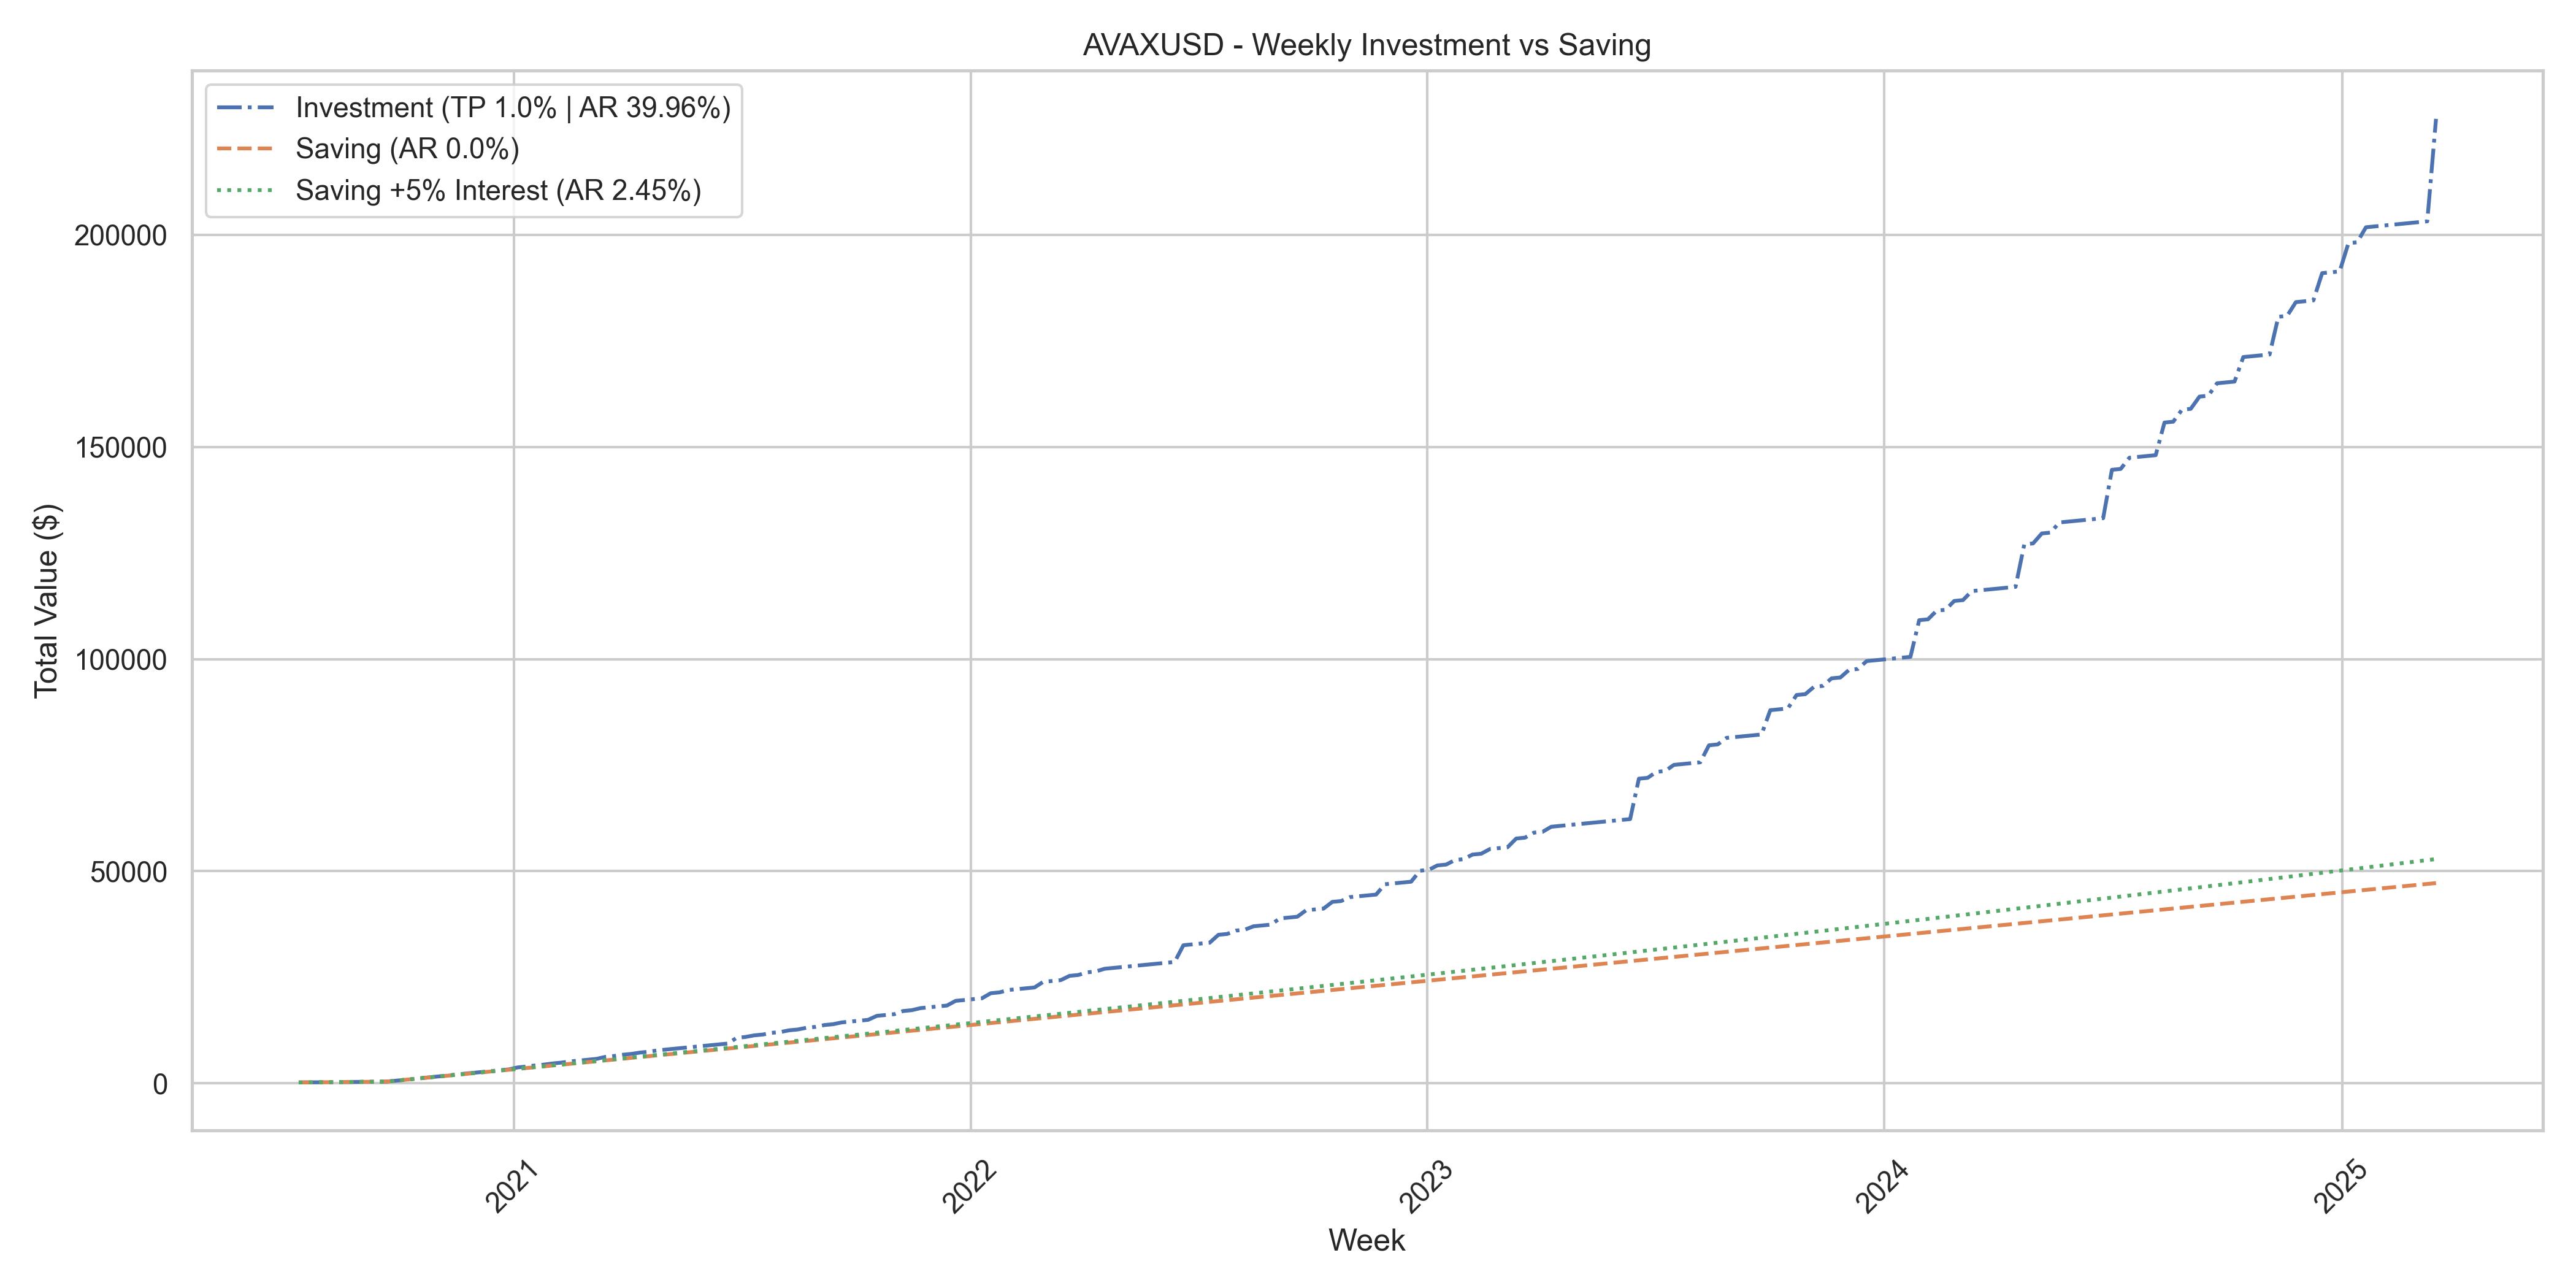 AVAXUSD - Weekly Investment vs Saving
Investment (TP 1.0% | AR 39.96%)
Saving (AR 0.0%)
Saving +5% Interest (AR 2.45%)
Total Value ($)
200000
150000
100000
50000
0
2021
2022
2023
2024
2025
Week